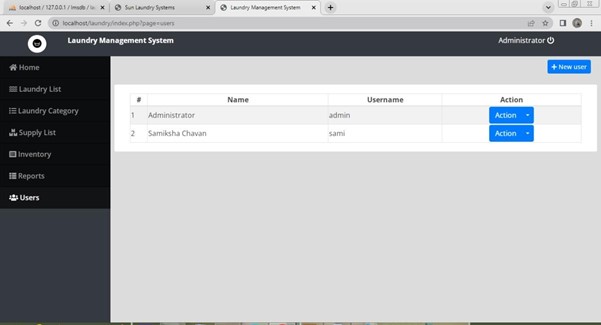 localhost / 127.0.0.1 / lmsdb / la
Sun Laundry Systems
Laundry Management System
localhost/laundry/index.php?page=users
Laundry Management System
Administrator
Home
Laundry List
Laundry Category
Supply List
Inventory
Reports
Users
+ New user
# Name Username Action
1 Administrator admin Action
2 Samiksha Chavan sami Action